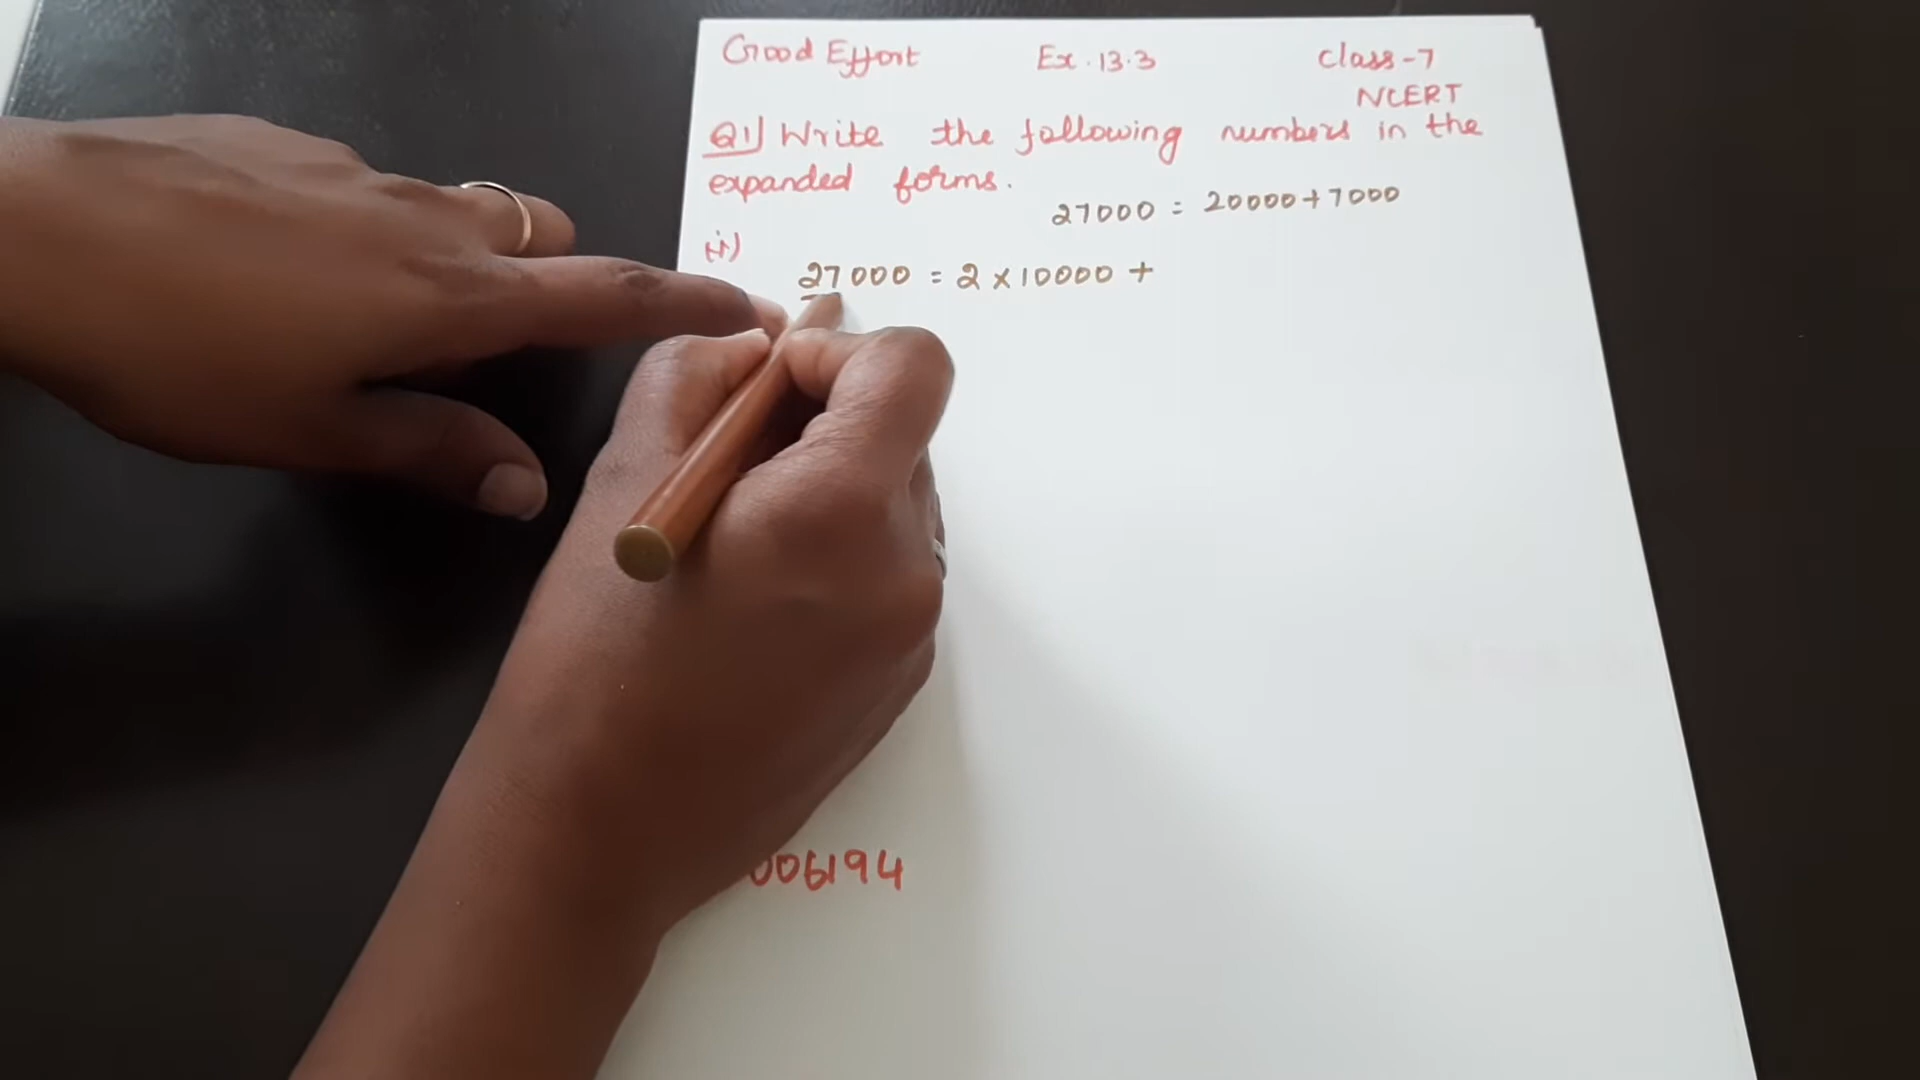 Good Effort Ex. 13.3 Class-7
NCERT
Q1) Write the following numbers in the
expanded forms.
27000 = 20000+7000
27000 = 2 × 10000 +
006194